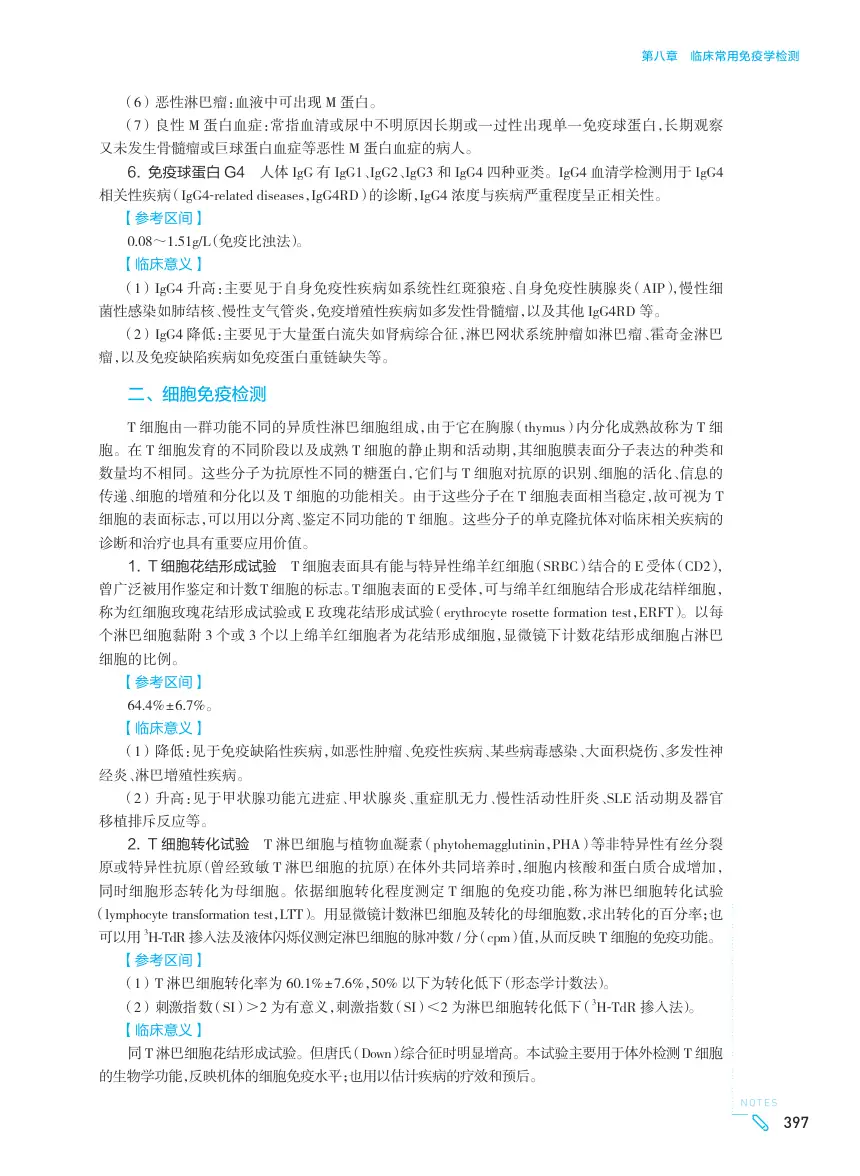 第八章 临床常用免疫学检测
（6）恶性淋巴瘤：血液中可出现 M 蛋白。
（7）良性 M 蛋白血症：常指血清或尿中不明原因长期或一过性出现单一免疫球蛋白，长期观察
又未发生骨髓瘤或巨球蛋白血症等恶性 M 蛋白血症的病人。
6. 免疫球蛋白 G4 人体 IgG 有 IgG1、IgG2、IgG3 和 IgG4 四种亚类。IgG4 血清学检测用于 IgG4
相关性疾病（IgG4-related diseases，IgG4RD）的诊断，IgG4 浓度与疾病严重程度呈正相关性。
【参考区间】
0.08～1.51g/L（免疫比浊法）。
【临床意义】
（1）IgG4 升高：主要见于自身免疫性疾病如系统性红斑狼疮、自身免疫性胰腺炎（AIP），慢性细
菌性感染如肺结核、慢性支气管炎，免疫增殖性疾病如多发性骨髓瘤，以及其他 IgG4RD 等。
（2）IgG4 降低：主要见于大量蛋白流失如肾病综合征，淋巴网状系统肿瘤如淋巴瘤、霍奇金淋巴
瘤，以及免疫缺陷疾病如免疫蛋白重链缺失等。
二、细胞免疫检测
T 细胞由一群功能不同的异质性淋巴细胞组成，由于它在胸腺（thymus）内分化成熟故称为 T 细
胞。在 T 细胞发育的不同阶段以及成熟 T 细胞的静止期和活动期，其细胞膜表面分子表达的种类和
数量均不相同。这些分子为抗原性不同的糖蛋白，它们与 T 细胞对抗原的识别、细胞的活化、信息的
传递、细胞的增殖和分化以及 T 细胞的功能相关。由于这些分子在 T 细胞表面相当稳定，故可视为 T
细胞的表面标志，可以用以分离、鉴定不同功能的 T 细胞。这些分子的单克隆抗体对临床相关疾病的
诊断和治疗也具有重要应用价值。
1. T 细胞花结形成试验 T 细胞表面具有能与特异性绵羊红细胞（SRBC）结合的 E 受体（CD2），
曾广泛被用作鉴定和计数 T 细胞的标志。T 细胞表面的 E 受体，可与绵羊红细胞结合形成花结样细胞，
称为红细胞玫瑰花结形成试验或 E 玫瑰花结形成试验（erythrocyte rosette formation test，ERFT）。以每
个淋巴细胞黏附 3 个或 3 个以上绵羊红细胞者为花结形成细胞，显微镜下计数花结形成细胞占淋巴
细胞的比例。
【参考区间】
64.4%±6.7%。
【临床意义】
（1）降低：见于免疫缺陷性疾病，如恶性肿瘤、免疫性疾病、某些病毒感染、大面积烧伤、多发性神
经炎、淋巴增殖性疾病。
（2）升高：见于甲状腺功能亢进症、甲状腺炎、重症肌无力、慢性活动性肝炎、SLE 活动期及器官
移植排斥反应等。
2. T 细胞转化试验 T 淋巴细胞与植物血凝素（phytohemagglutinin，PHA）等非特异性有丝分裂
原或特异性抗原（曾经致敏 T 淋巴细胞的抗原）在体外共同培养时，细胞内核酸和蛋白质合成增加，
同时细胞形态转化为母细胞。依据细胞转化程度测定 T 细胞的免疫功能，称为淋巴细胞转化试验
（lymphocyte transformation test，LTT）。用显微镜计数淋巴细胞及转化的母细胞数，求出转化的百分率；也
可以用 ³H-TdR 掺入法及液体闪烁仪测定淋巴细胞的脉冲数 / 分（cpm）值，从而反映 T 细胞的免疫功能。
【参考区间】
（1）T 淋巴细胞转化率为 60.1%±7.6%，50% 以下为转化低下（形态学计数法）。
（2）刺激指数（SI）＞2 为有意义，刺激指数（SI）＜2 为淋巴细胞转化低下（³H-TdR 掺入法）。
【临床意义】
同 T 淋巴细胞花结形成试验。但唐氏（Down）综合征时明显增高。本试验主要用于体外检测 T 细胞
的生物学功能，反映机体的细胞免疫水平；也用以估计疾病的疗效和预后。
NOTES
397